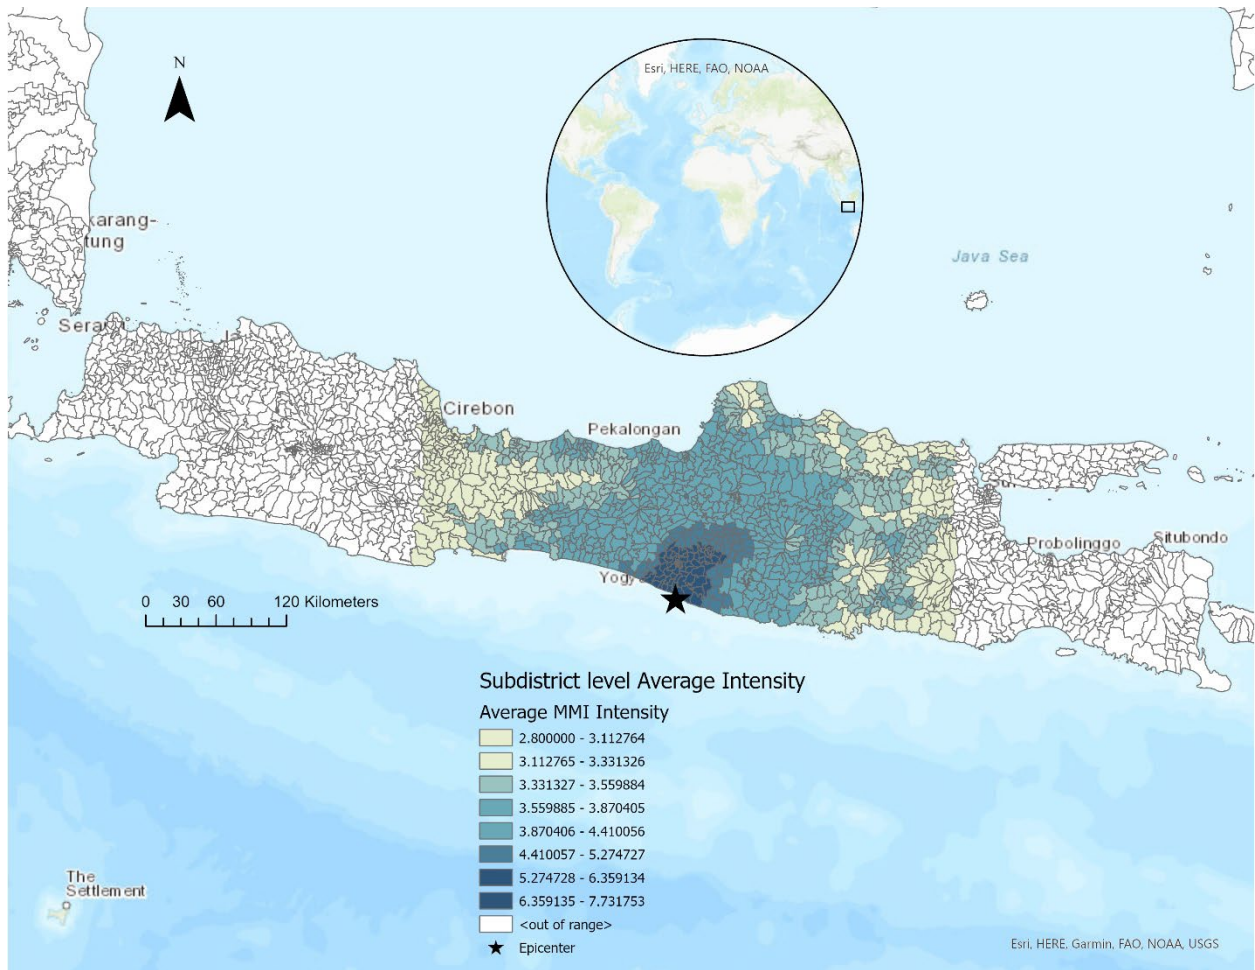 N
Esri, HERE, FAO, NOAA
karang-
tung
Java Sea
Cirebon
Pekalongan
Probolinggo
Situbondo
0 30 60 120 Kilometers
Subdistrict level Average Intensity
Average MMI Intensity
2.800000 - 3.112764
3.112765 - 3.331326
3.331327 - 3.559884
3.559885 - 3.870405
3.870406 - 4.410056
4.410057 - 5.274727
5.274728 - 6.359134
6.359135 - 7.731753
<out of range>
Epicenter
The
Settlement
Esri, HERE, Garmin, FAO, NOAA, USGS